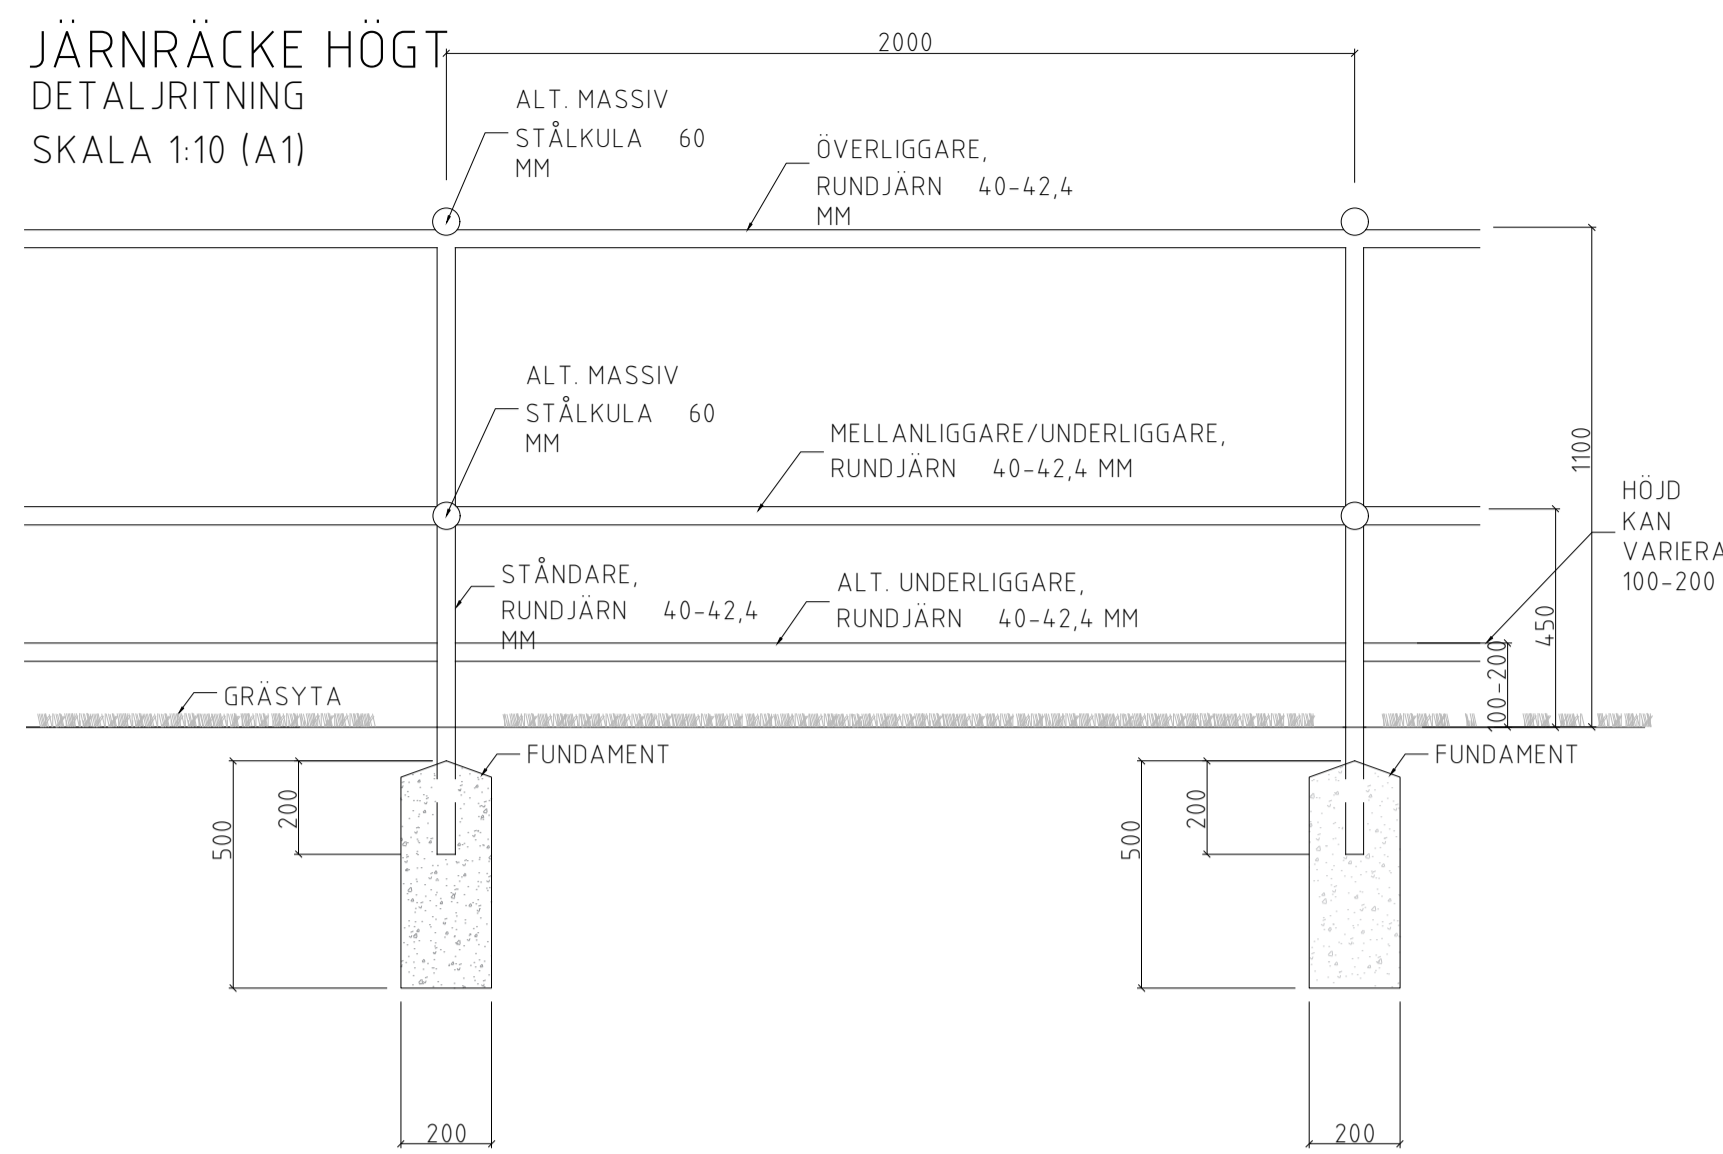 JÄRNRÄCKE HÖGT
DETALJRITNING
SKALA 1:10 (A1)
2000
ALT. MASSIV
STÅLKULA 60
MM
ÖVERLIGGARE,
RUNDJÄRN 40-42,4
MM
ALT. MASSIV
STÅLKULA 60
MM
MELLANLIGGARE/UNDERLIGGARE,
RUNDJÄRN 40-42,4 MM
1100
HÖJD
KAN
VARIERA
100-200
STÅNDARE,
RUNDJÄRN 40-42,4
MM
ALT. UNDERLIGGARE,
RUNDJÄRN 40-42,4 MM
450
100-200
GRÄSYTA
FUNDAMENT
FUNDAMENT
500
200
500
200
200
200